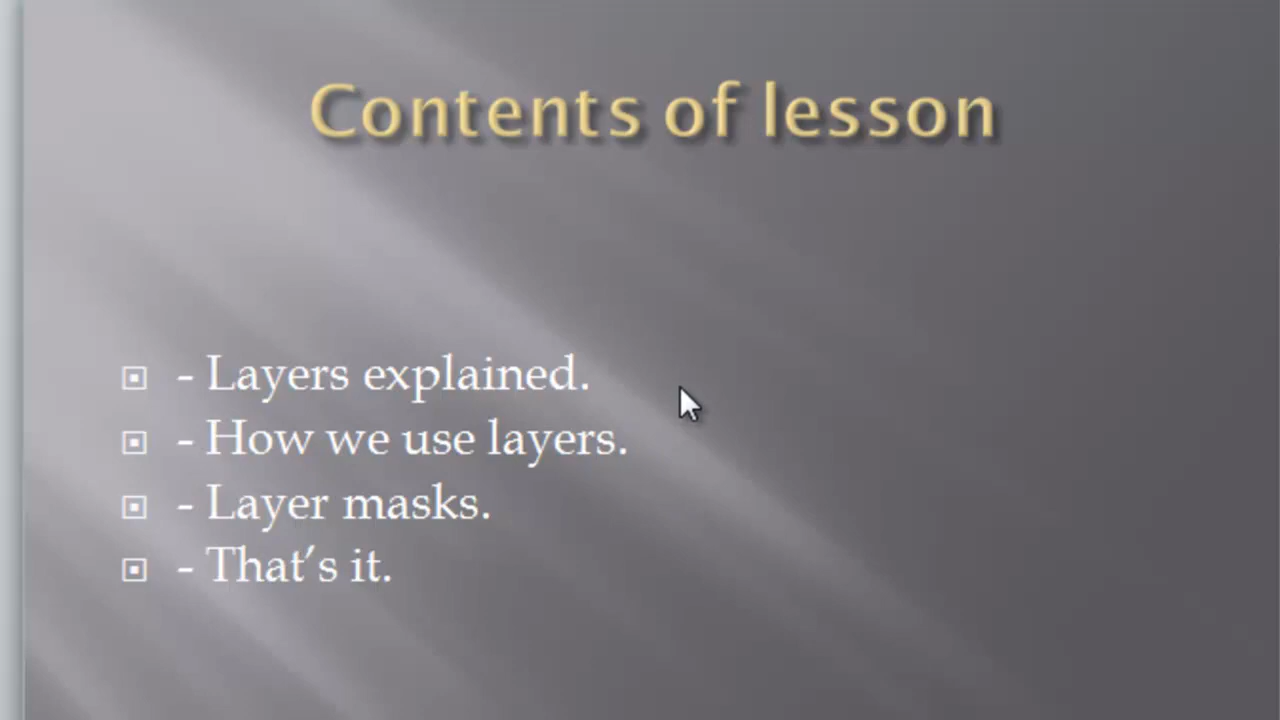 Contents of lesson
- Layers explained.
- How we use layers.
- Layer masks.
- That’s it.